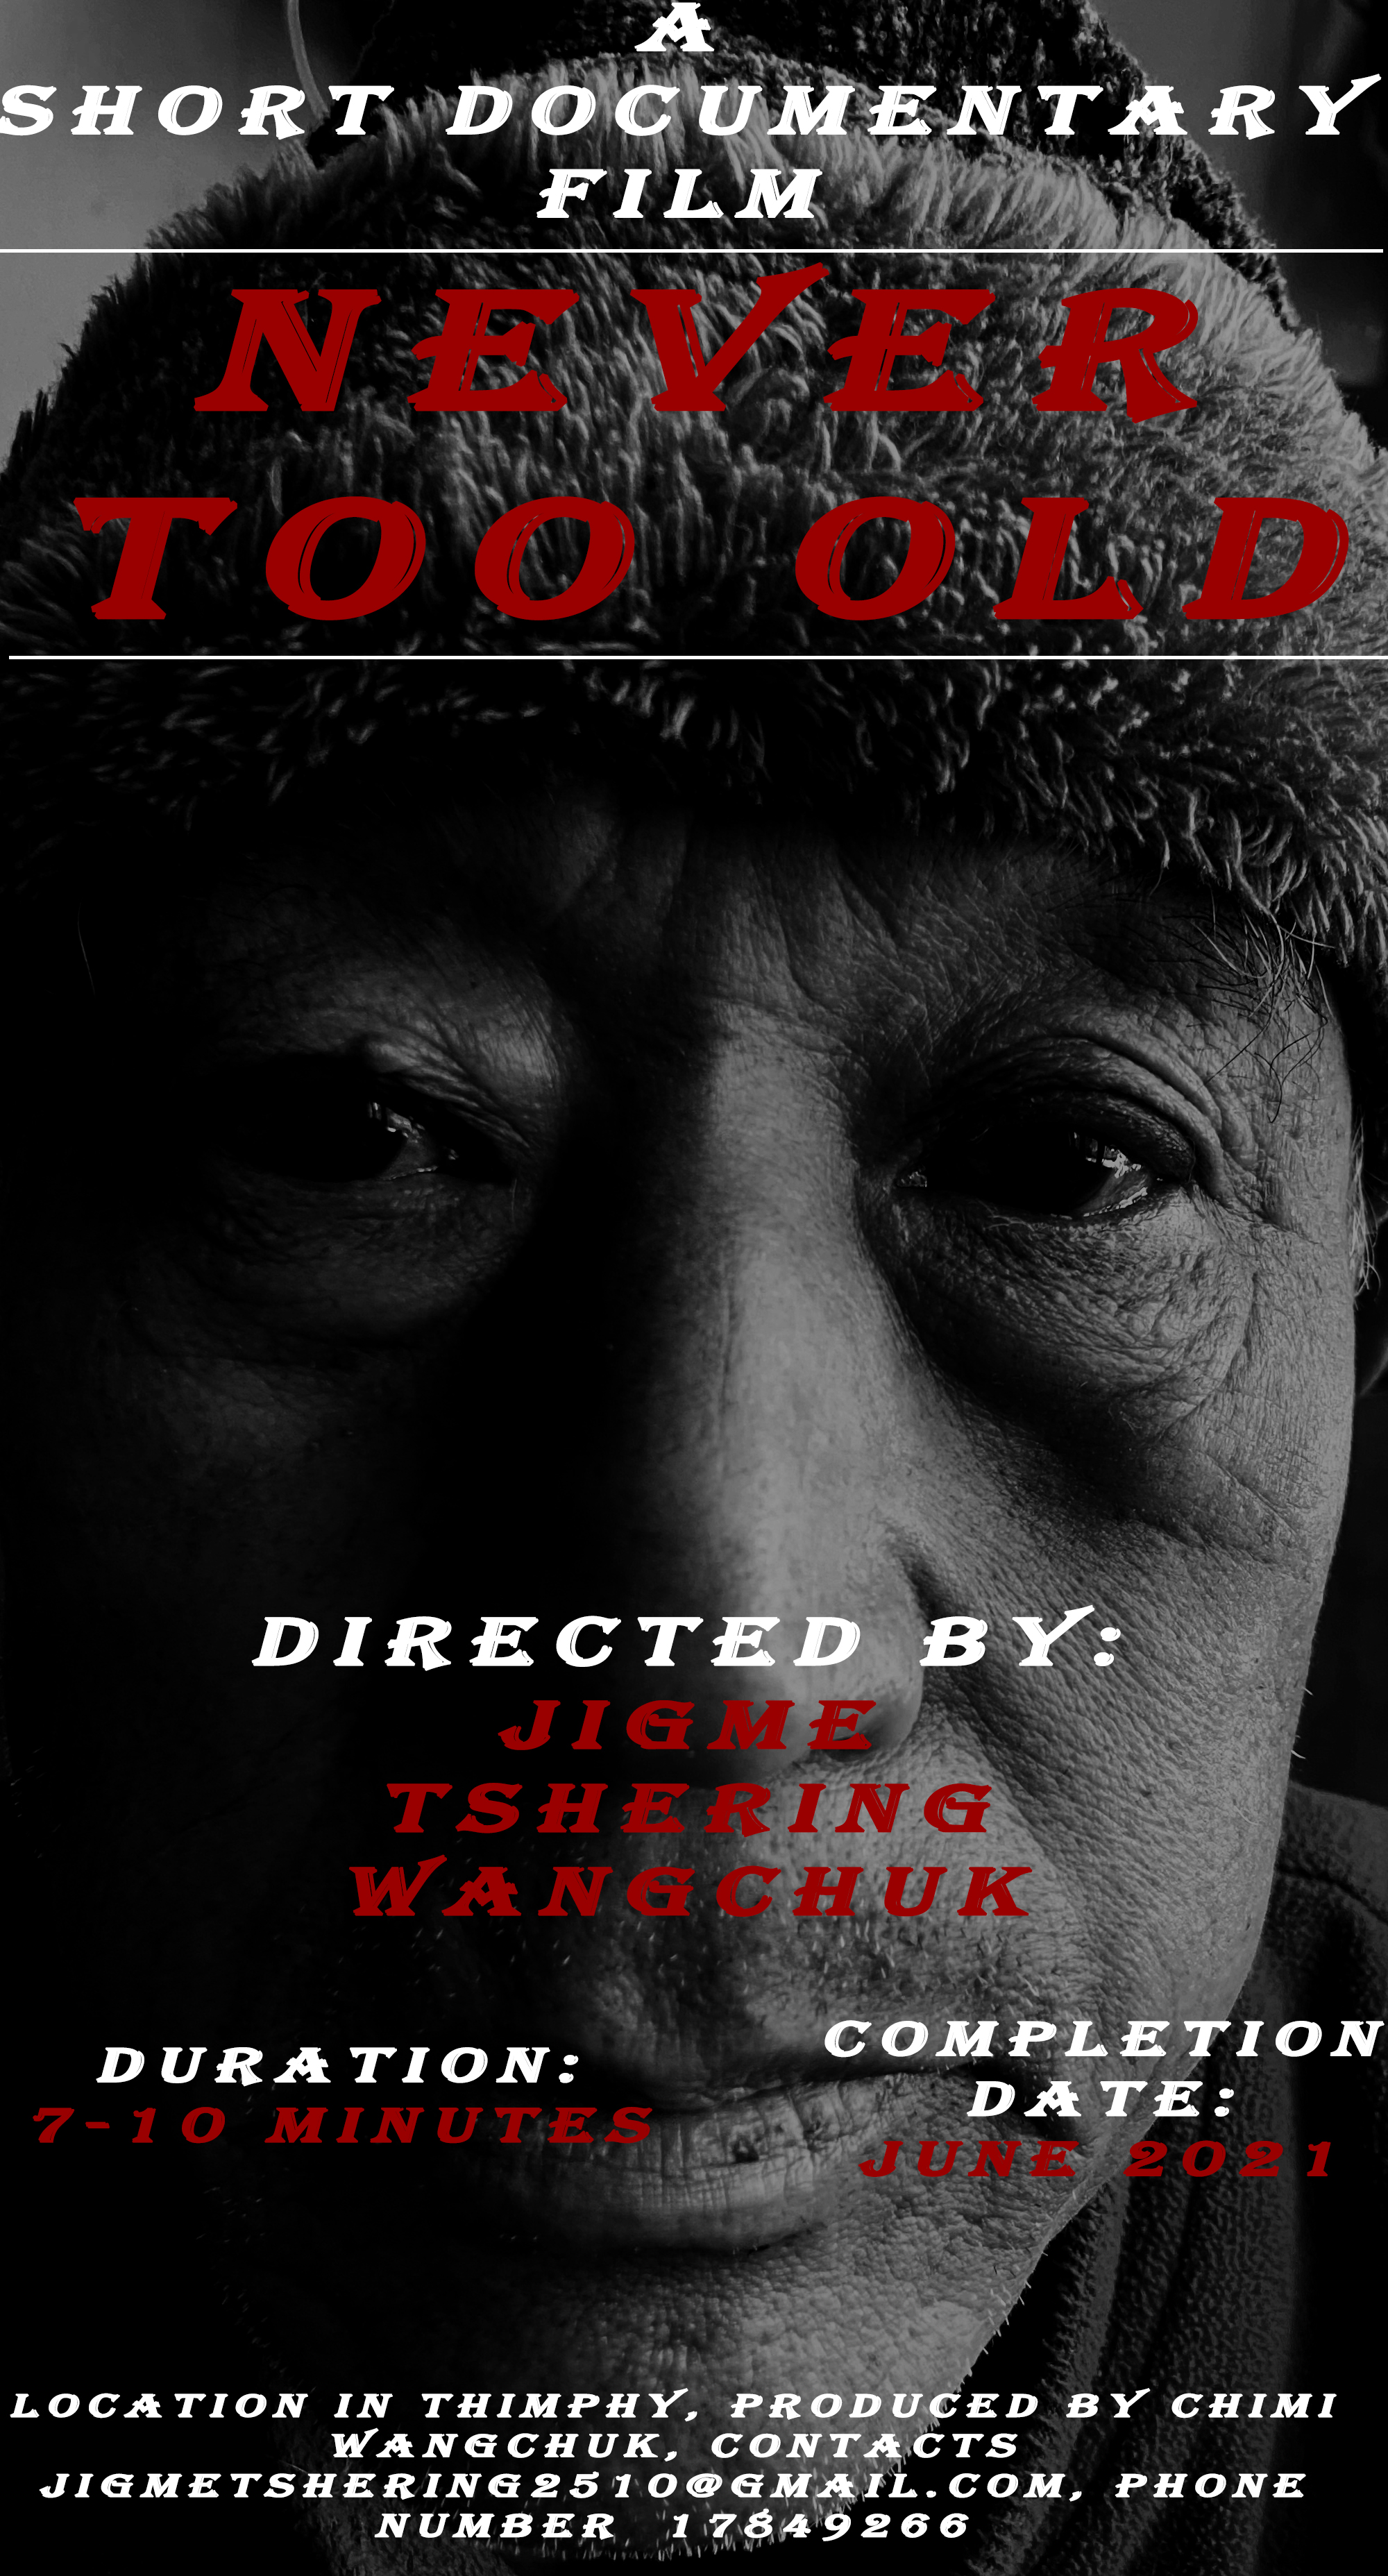 A
SHORT DOCUMENTARY
FILM
NEVER
TOO OLD
DIRECTED BY:
JIGME
TSHERING
WANGCHUK
DURATION:
7-10 MINUTES
COMPLETION
DATE:
JUNE 2021
LOCATION IN THIMPHY, PRODUCED BY CHIMI
WANGCHUK, CONTACTS
JIGMETSHERING2510@GMAIL.COM, PHONE
NUMBER 17849266